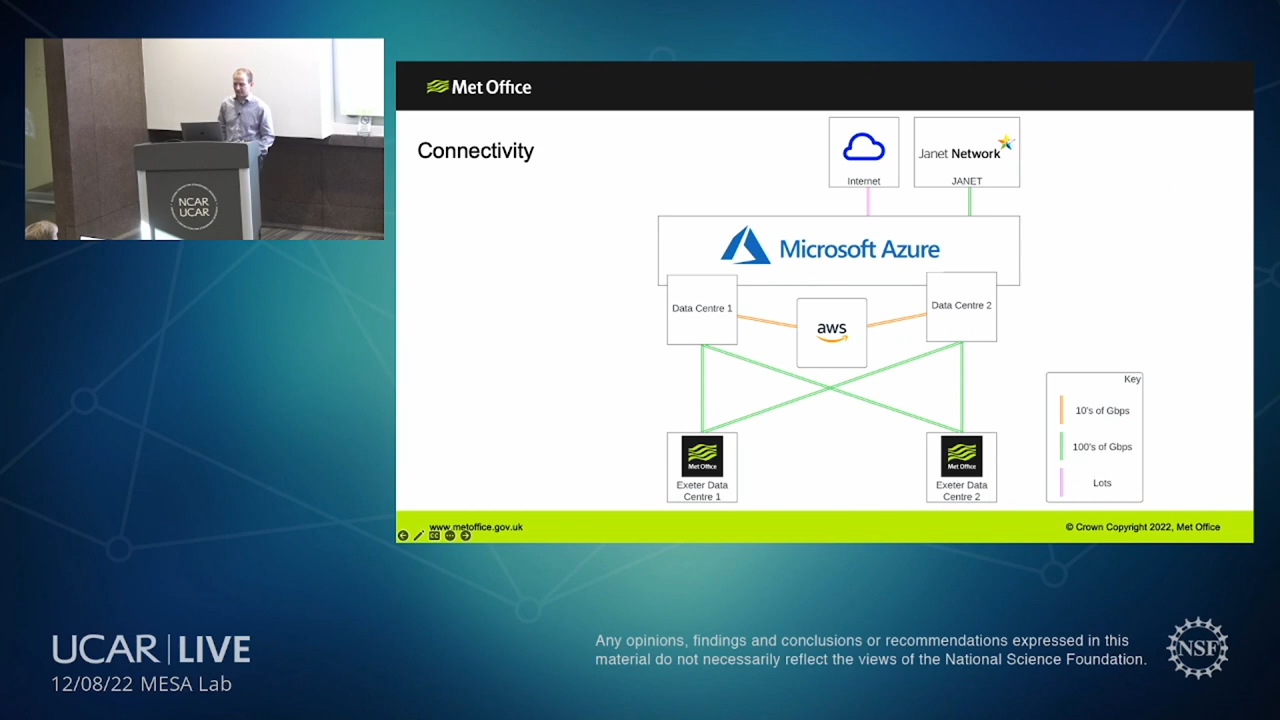 NCAR
UCAR
Met Office
Connectivity
Internet
Janet Network
JANET
Microsoft Azure
Data Centre 1
aws
Data Centre 2
Key
10's of Gbps
100's of Gbps
Lots
Met Office
Exeter Data
Centre 1
Met Office
Exeter Data
Centre 2
www.metoffice.gov.uk
© Crown Copyright 2022, Met Office
UCAR | LIVE
12/08/22 MESA Lab
Any opinions, findings and conclusions or recommendations expressed in this
material do not necessarily reflect the views of the National Science Foundation.
NSF